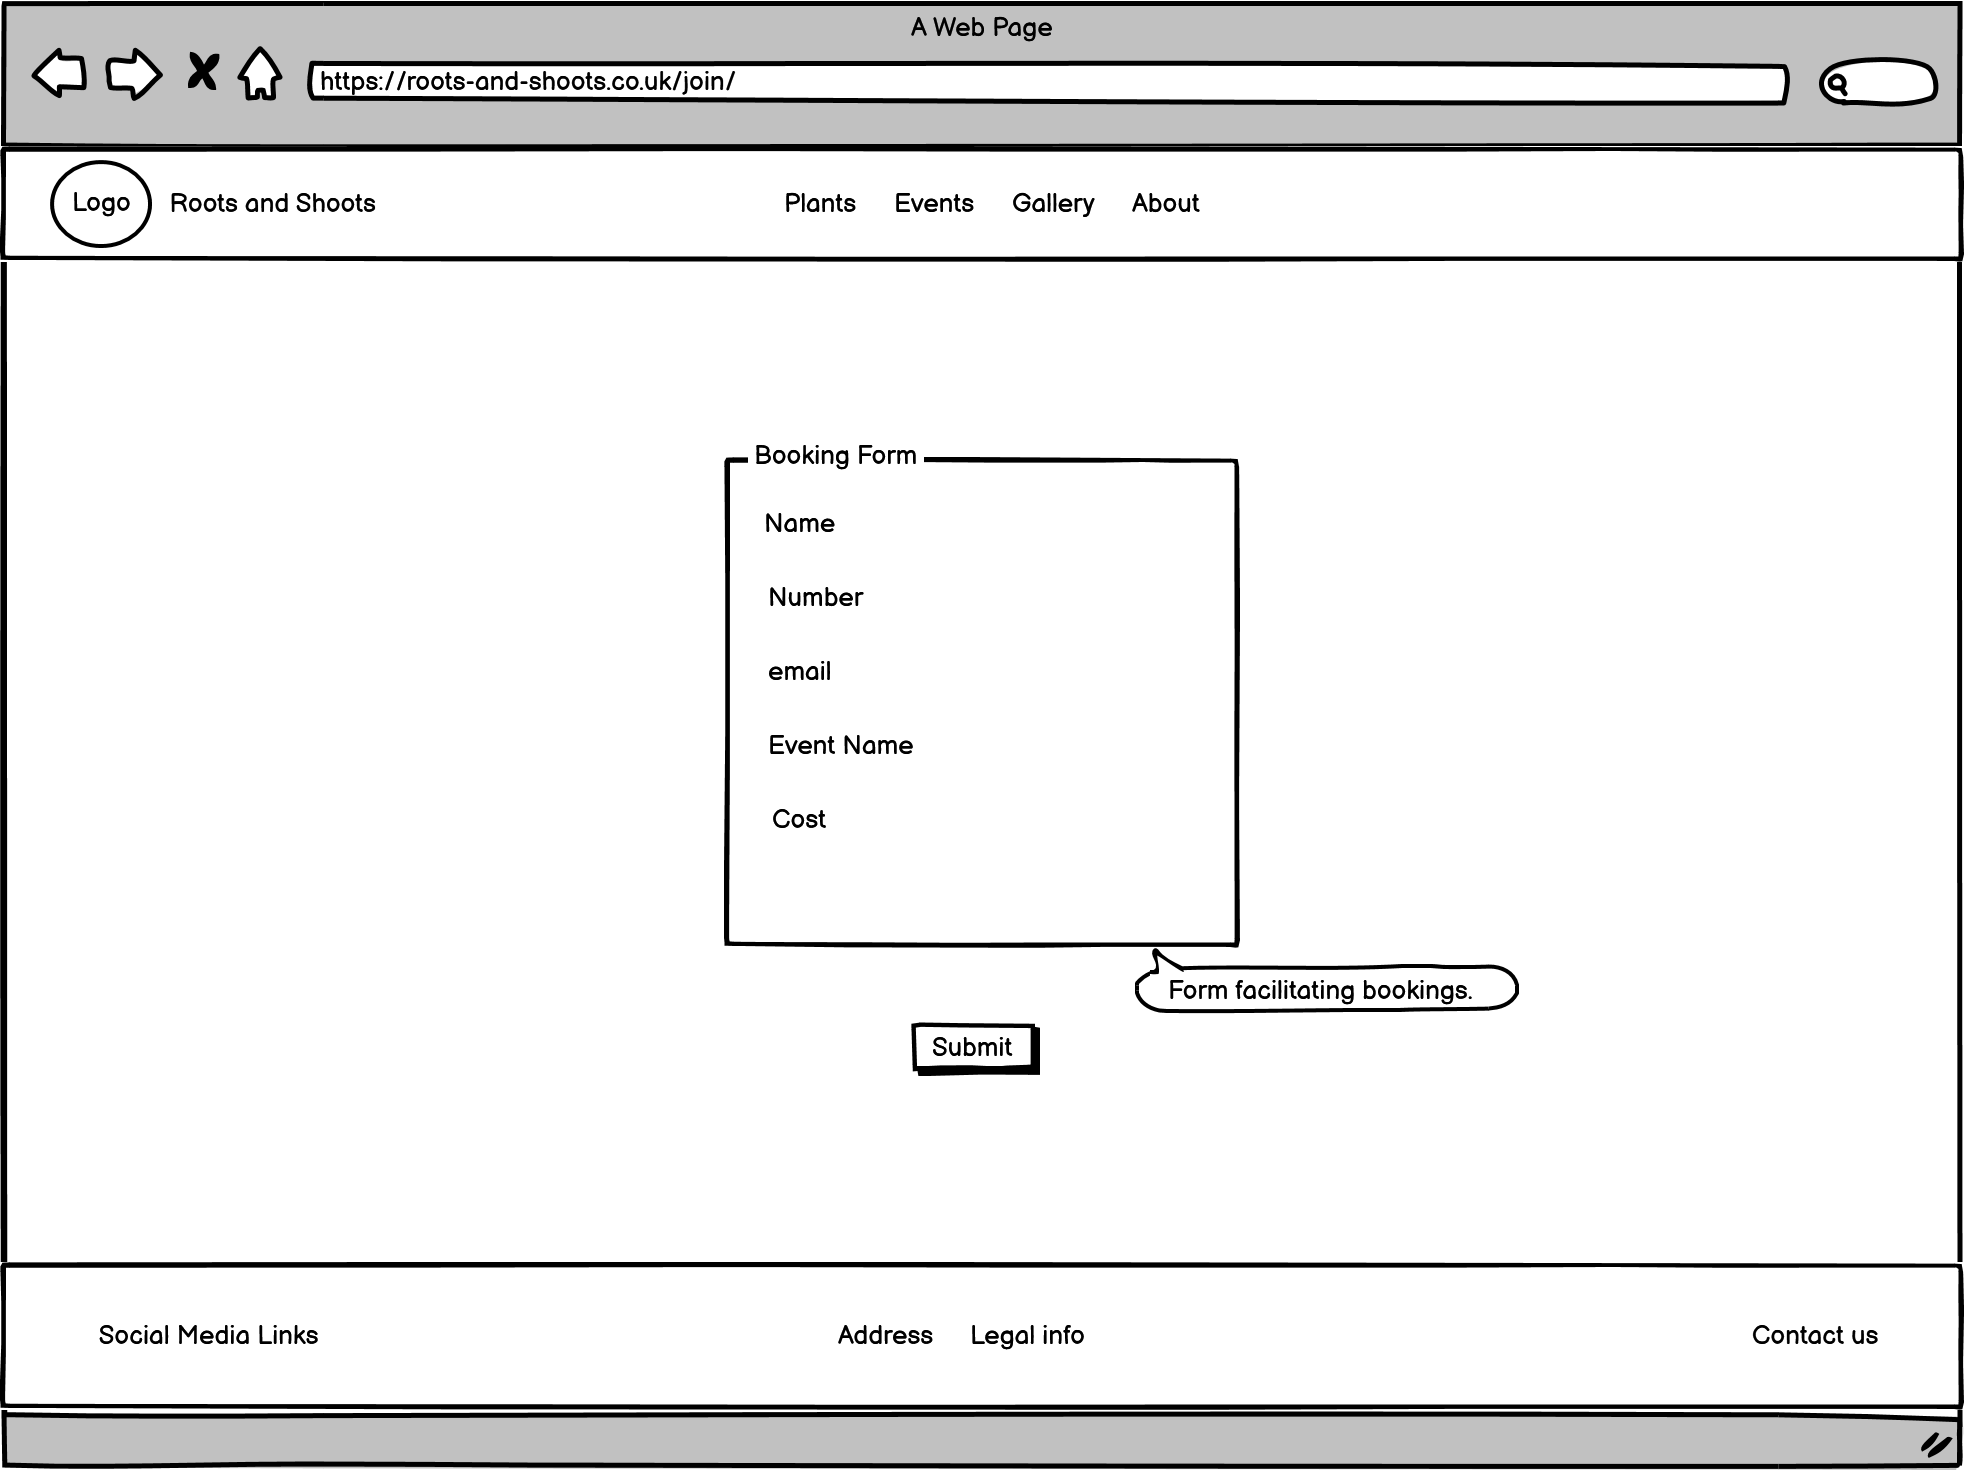 A Web Page
https://roots-and-shoots.co.uk/join/
Logo
Roots and Shoots
Plants
Events
Gallery
About
Booking Form
Name
Number
email
Event Name
Cost
Form facilitating bookings.
Submit
Social Media Links
Address
Legal info
Contact us